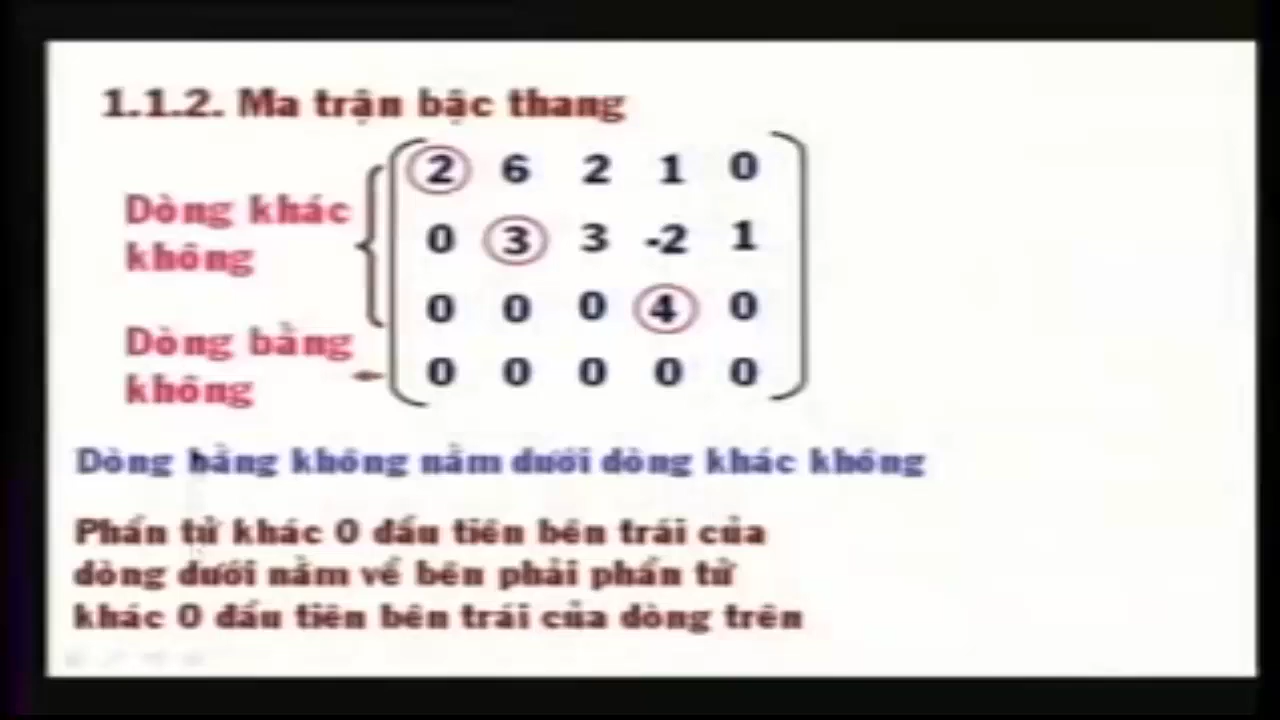 1.1.2. Ma trận bậc thang
2 6 2 1 0
Dòng khác
không
0 3 3 -2 1
0 0 0 4 0
Dòng bằng
không
0 0 0 0 0
Dòng bằng không nằm dưới dòng khác không
Phần tử khác 0 đầu tiên bên trái của
dòng dưới nằm về bên phải phần tử
khác 0 đầu tiên bên trái của dòng trên